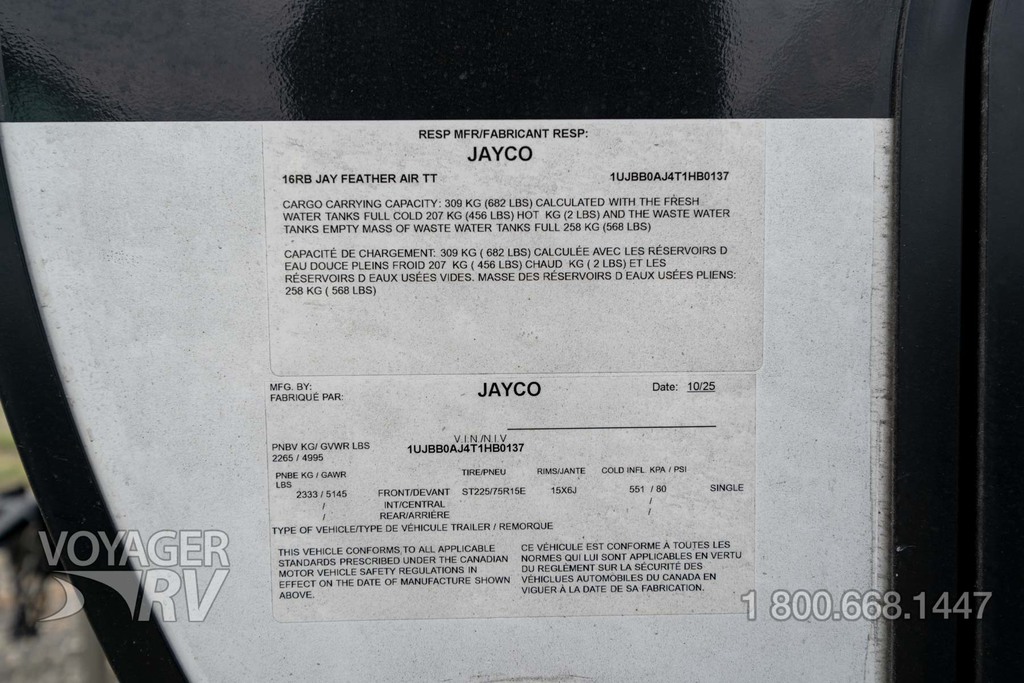 RESP MFR/FABRICANT RESP:
JAYCO
16RB JAY FEATHER AIR TT 1UJBB0AJ4T1HB0137
CARGO CARRYING CAPACITY: 309 KG (682 LBS) CALCULATED WITH THE FRESH
WATER TANKS FULL COLD 207 KG (456 LBS) HOT KG (2 LBS) AND THE WASTE WATER
TANKS EMPTY MASS OF WASTE WATER TANKS FULL 258 KG (568 LBS)
CAPACITÉ DE CHARGEMENT: 309 KG ( 682 LBS) CALCULÉE AVEC LES RÉSERVOIRS D
EAU DOUCE PLEINS FROID 207 KG ( 456 LBS) CHAUD KG ( 2 LBS) ET LES
RÉSERVOIRS D EAUX USÉES VIDES. MASSE DES RÉSERVOIRS D EAUX USÉES PLIENS:
258 KG ( 568 LBS)
MFG. BY: JAYCO Date: 10/25
FABRIQUÉ PAR:
V.I.N./N.I.V
PNBV KG/ GVWR LBS 1UJBB0AJ4T1HB0137
2265 / 4995
PNBE KG / GAWR TIRE/PNEU RIMS/JANTE COLD INFL KPA / PSI
LBS
2333 / 5145 FRONT/DEVANT ST225/75R15E 15X6J 551 / 80 SINGLE
/ INT/CENTRAL /
/ REAR/ARRIÈRE /
TYPE OF VEHICLE/TYPE DE VÉHICULE TRAILER / REMORQUE
THIS VEHICLE CONFORMS TO ALL APPLICABLE
STANDARDS PRESCRIBED UNDER THE CANADIAN
MOTOR VEHICLE SAFETY REGULATIONS IN
EFFECT ON THE DATE OF MANUFACTURE SHOWN
ABOVE.
CE VÉHICULE EST CONFORME À TOUTES LES
NORMES QUI LUI SONT APPLICABLES EN VERTU
DU REGLEMENT SUR LA SÉCURITÉ DES
VÉHICLUES AUTOMOBILES DU CANADA EN
VIGUER À LA DATE DE SA FABRICATION.
VOYAGER
RV
1 800.668.1447